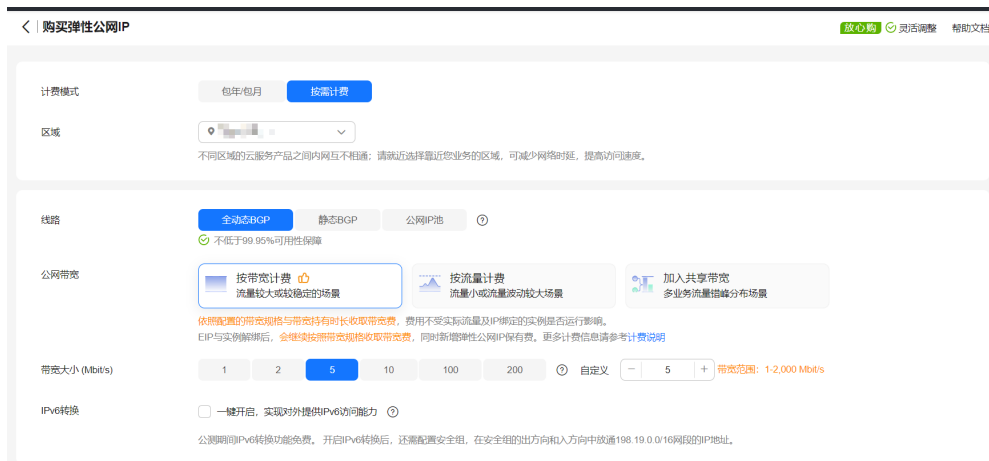 购买弹性公网IP 放心购 灵活调整 帮助文档
计费模式 包年/包月 按需计费
区域
不同区域的云服务产品之间内网互不相通；请就近选择靠近您业务的区域，可减少网络时延，提高访问速度。
线路 全动态BGP 静态BGP 公网IP池
不低于99.95%可用性保障
公网带宽 按带宽计费 按流量计费 加入共享带宽
流量较大或较稳定的场景 流量小或流量波动较大场景 多业务流量错峰分布场景
依照配置的带宽规格与带宽持有时长收取带宽费，费用不受实际流量及IP绑定的实例是否运行影响。
EIP与实例解绑后，会继续按照带宽规格收取带宽费，同时新增弹性公网IP保有费。更多计费信息请参考计费说明
带宽大小 (Mbit/s) 1 2 5 10 100 200 自定义 − 5 + 带宽范围：1-2,000 Mbit/s
IPv6转换 一键开启，实现对外提供IPv6访问能力
公测期间IPv6转换功能免费。 开启IPv6转换后，还需配置安全组，在安全组的出方向和入方向中放通198.19.0.0/16网段的IP地址。